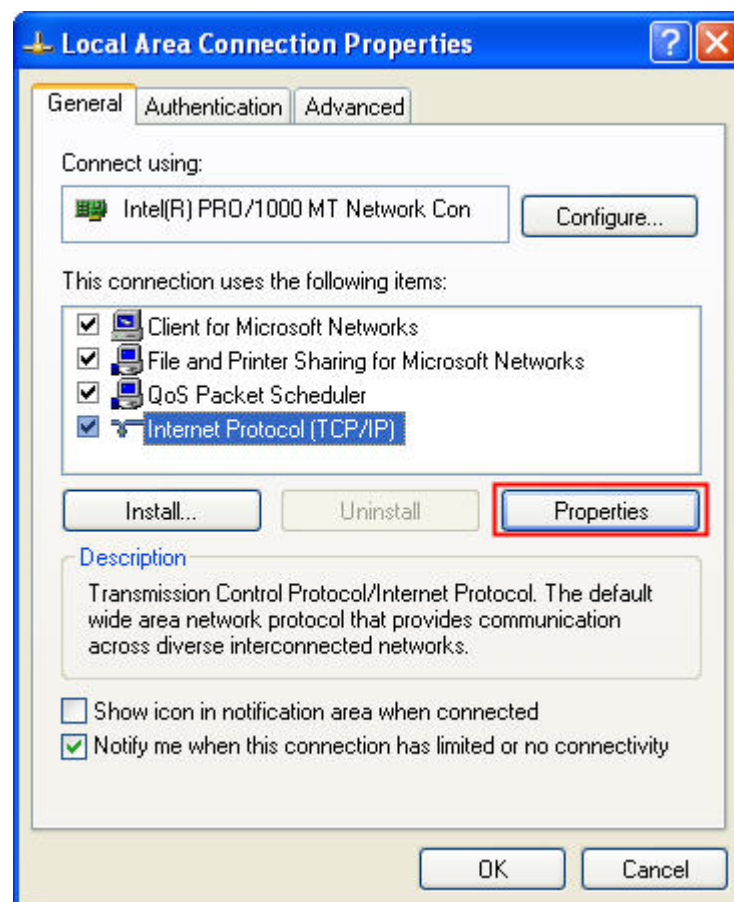 Local Area Connection Properties
General Authentication Advanced
Connect using:
Intel(R) PRO/1000 MT Network Con
Configure...
This connection uses the following items:
Client for Microsoft Networks
File and Printer Sharing for Microsoft Networks
QoS Packet Scheduler
Internet Protocol (TCP/IP)
Install... Uninstall Properties
Description
Transmission Control Protocol/Internet Protocol. The default
wide area network protocol that provides communication
across diverse interconnected networks.
Show icon in notification area when connected
Notify me when this connection has limited or no connectivity
OK Cancel